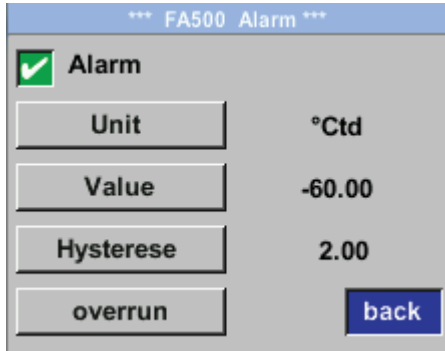 *** FA500 Alarm ***
Alarm
Unit °Ctd
Value -60.00
Hysterese 2.00
overrun back